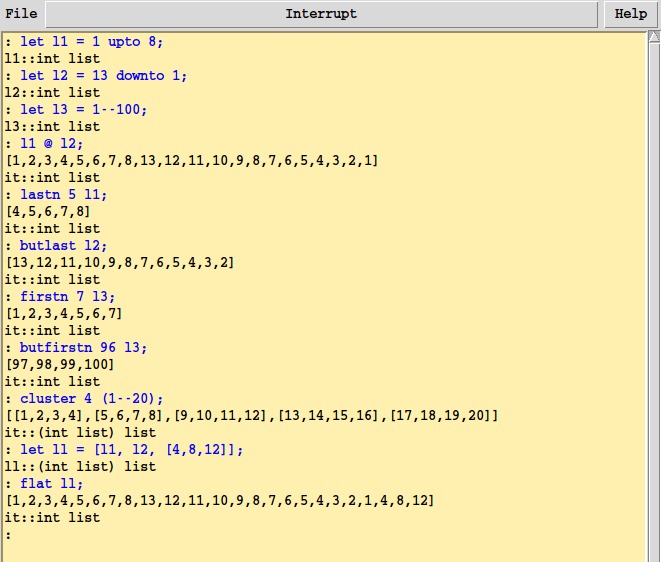 File Interrupt Help
: let l1 = 1 upto 8;
l1::int list
: let l2 = 13 downto 1;
l2::int list
: let l3 = 1--100;
l3::int list
: l1 @ l2;
[1,2,3,4,5,6,7,8,13,12,11,10,9,8,7,6,5,4,3,2,1]
it::int list
: lastn 5 l1;
[4,5,6,7,8]
it::int list
: butlast l2;
[13,12,11,10,9,8,7,6,5,4,3,2]
it::int list
: firstn 7 l3;
[1,2,3,4,5,6,7]
it::int list
: butfirstn 96 l3;
[97,98,99,100]
it::int list
: cluster 4 (1--20);
[[1,2,3,4],[5,6,7,8],[9,10,11,12],[13,14,15,16],[17,18,19,20]]
it::(int list) list
: let ll = [l1, l2, [4,8,12]];
ll::(int list) list
: flat ll;
[1,2,3,4,5,6,7,8,13,12,11,10,9,8,7,6,5,4,3,2,1,4,8,12]
it::int list
: